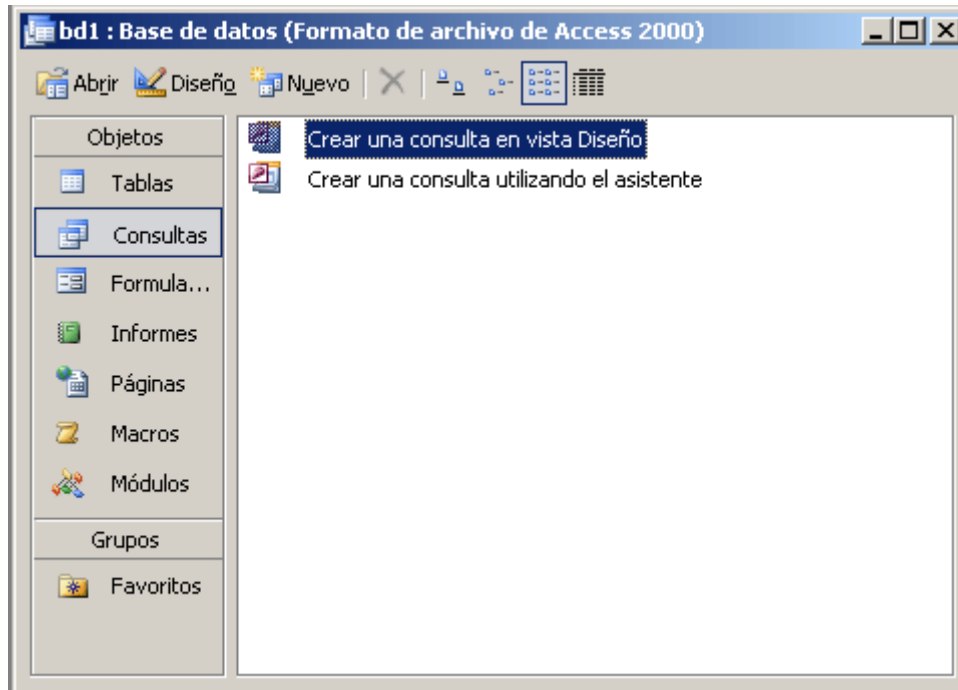 bd1 : Base de datos (Formato de archivo de Access 2000)
Abrir Diseño Nuevo
Objetos
Tablas
Consultas
Formula...
Informes
Páginas
Macros
Módulos
Grupos
Favoritos
Crear una consulta en vista Diseño
Crear una consulta utilizando el asistente